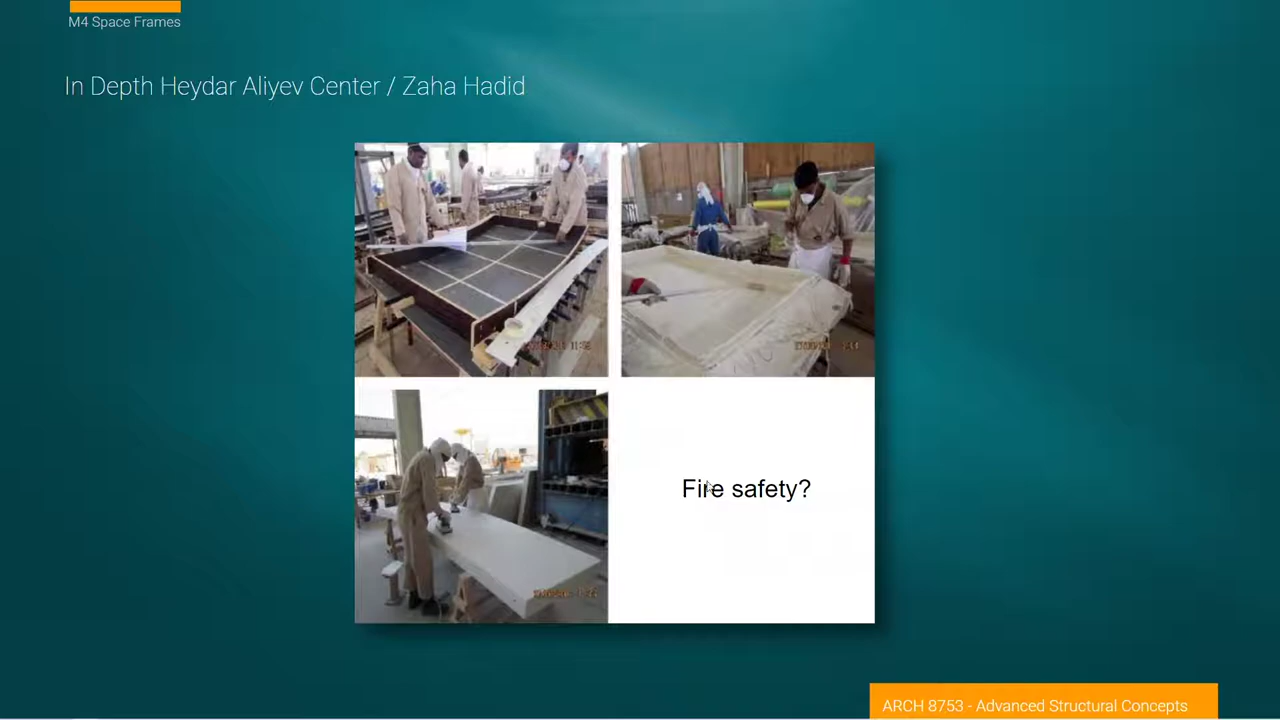 M4 Space Frames
In Depth Heydar Aliyev Center / Zaha Hadid
Fire safety?
ARCH 8753 - Advanced Structural Concepts